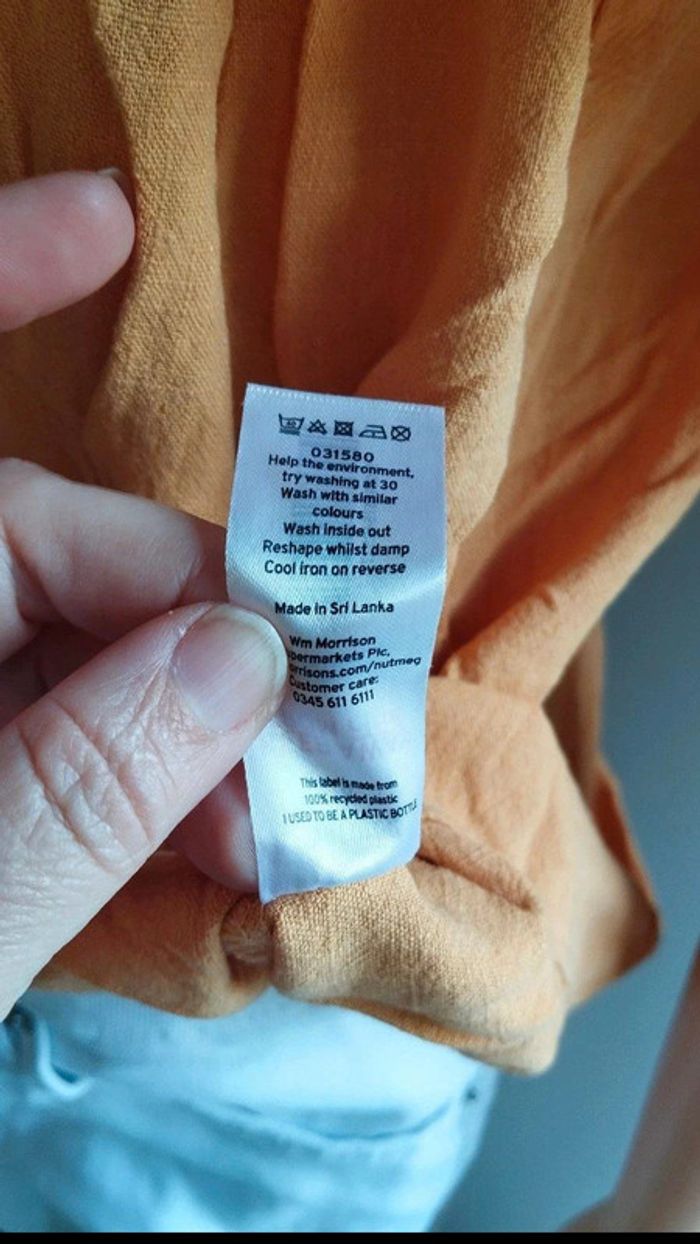 40
031580
Help the environment,
try washing at 30
Wash with similar
colours
Wash inside out
Reshape whilst damp
Cool iron on reverse
Made in Sri Lanka
Wm Morrison
permarkets Plc,
rrisons.com/nutmeg
Customer care:
0345 611 6111
This label is made from
100% recycled plastic
I USED TO BE A PLASTIC BOTTLE